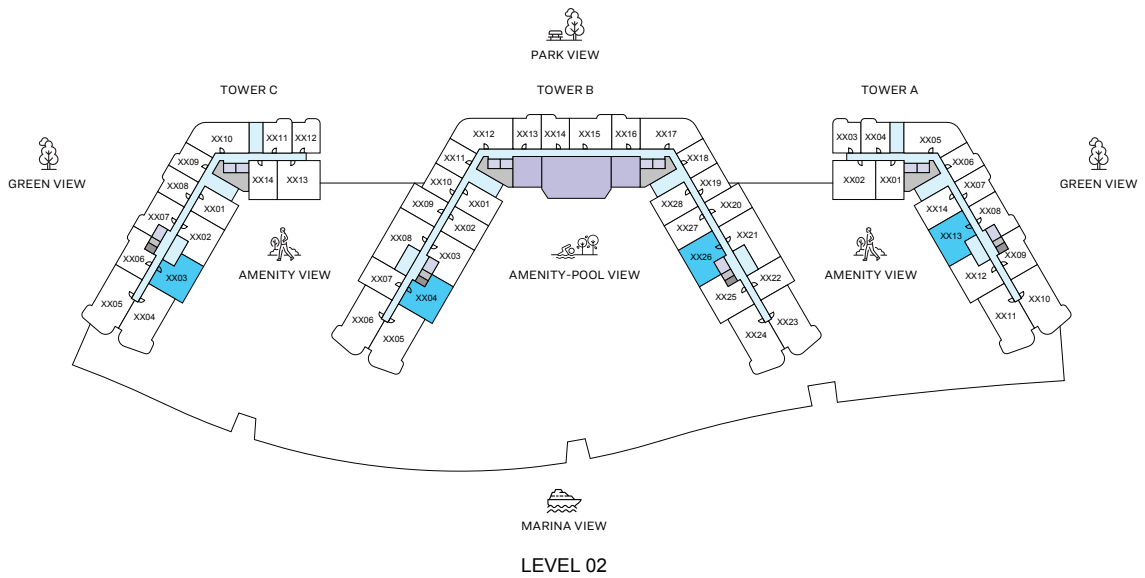 PARK VIEW
TOWER C
TOWER B
TOWER A
XX10
XX11
XX12
XX09
XX08
XX14
XX13
XX07
XX01
XX06
XX02
XX03
XX05
XX04
XX12
XX13
XX14
XX15
XX16
XX17
XX11
XX18
XX10
XX01
XX19
XX09
XX02
XX28
XX20
XX08
XX03
XX27
XX21
XX07
XX04
XX26
XX22
XX06
XX05
XX25
XX23
XX24
XX03
XX04
XX05
XX02
XX01
XX06
XX07
XX14
XX08
XX13
XX09
XX12
XX10
XX11
GREEN VIEW
GREEN VIEW
AMENITY VIEW
AMENITY-POOL VIEW
AMENITY VIEW
MARINA VIEW
LEVEL 02